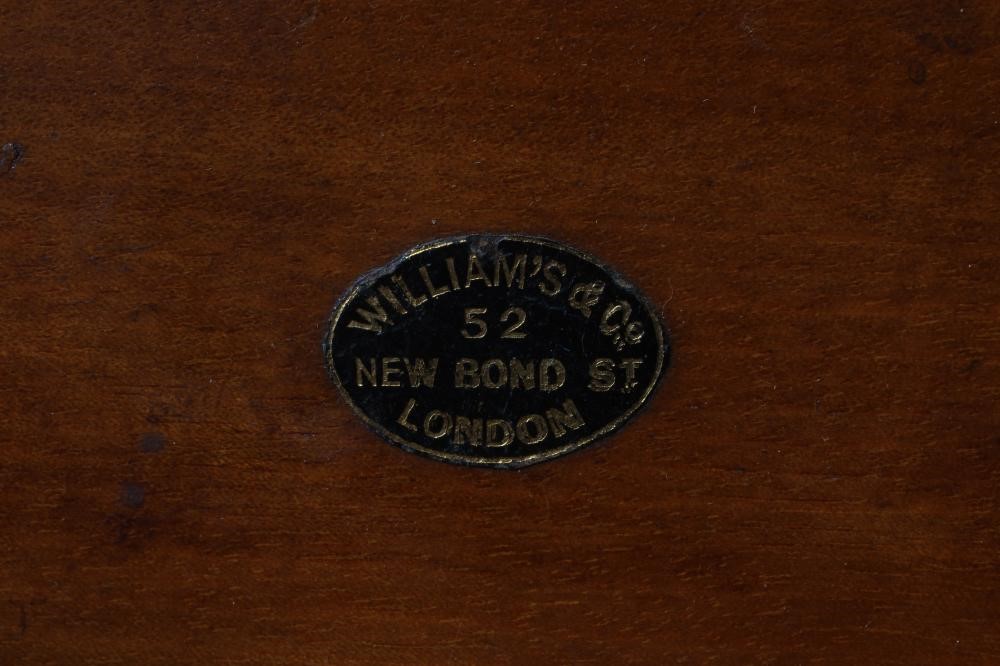 WILLIAM'S & Co
52
NEW BOND ST
LONDON